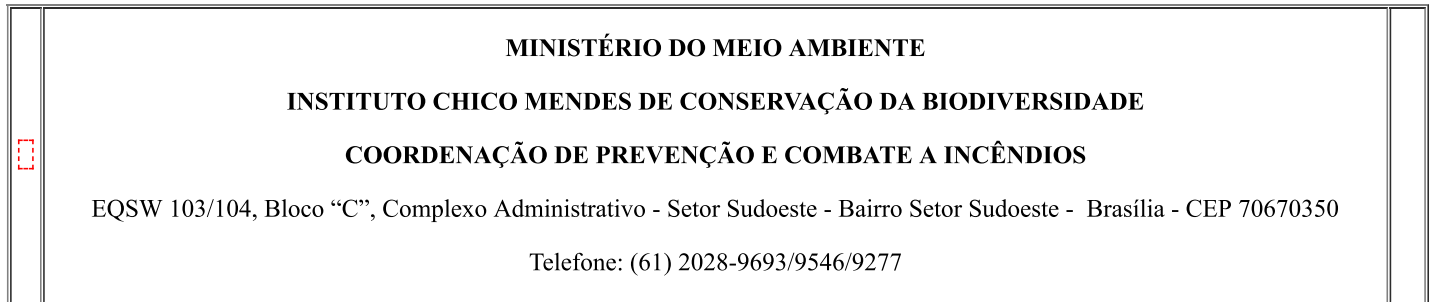 MINISTÉRIO DO MEIO AMBIENTE
INSTITUTO CHICO MENDES DE CONSERVAÇÃO DA BIODIVERSIDADE
COORDENAÇÃO DE PREVENÇÃO E COMBATE A INCÊNDIOS
EQSW 103/104, Bloco “C”, Complexo Administrativo - Setor Sudoeste - Bairro Setor Sudoeste -  Brasília - CEP 70670350
Telefone: (61) 2028-9693/9546/9277